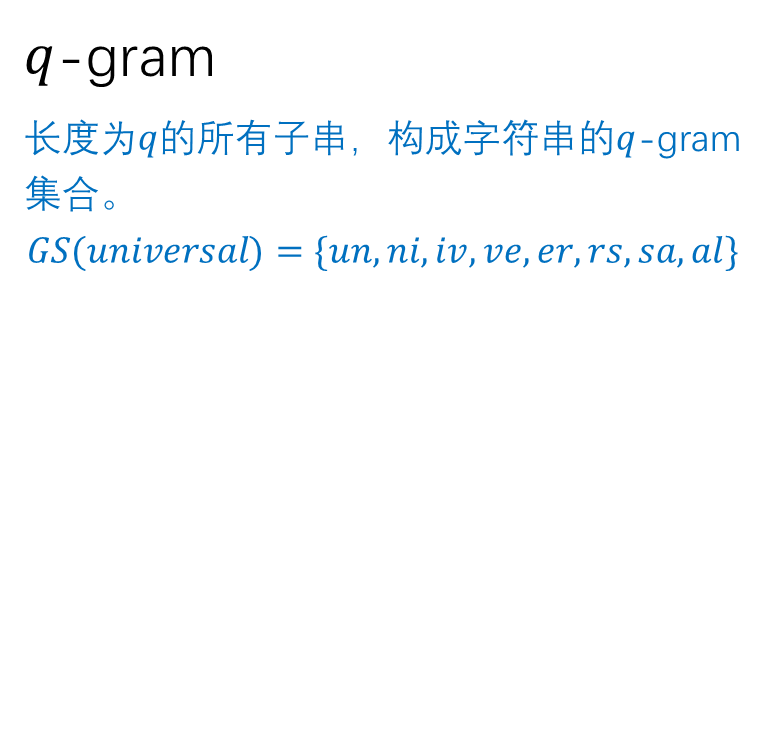 q-gram
长度为q的所有子串，构成字符串的q-gram
集合。
GS(universal) = {un, ni, iv, ve, er, rs, sa, al}